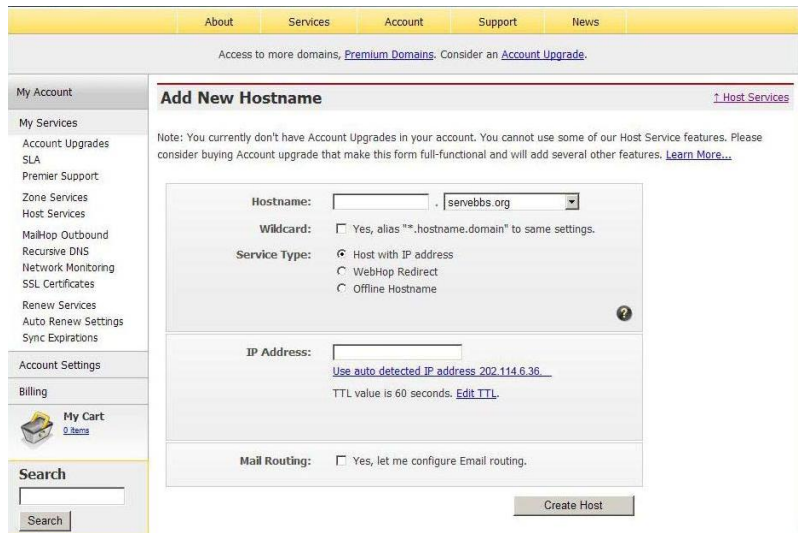 About Services Account Support News
Access to more domains, Premium Domains. Consider an Account Upgrade.
My Account
My Services
Account Upgrades
SLA
Premier Support
Zone Services
Host Services
MailHop Outbound
Recursive DNS
Network Monitoring
SSL Certificates
Renew Services
Auto Renew Settings
Sync Expirations
Account Settings
Billing
My Cart
0 items
Search
Search
Add New Hostname
↑ Host Services
Note: You currently don't have Account Upgrades in your account. You cannot use some of our Host Service features. Please
consider buying Account upgrade that make this form full-functional and will add several other features. Learn More...
Hostname: . servebbs.org
Wildcard: Yes, alias "*.hostname.domain" to same settings.
Service Type: Host with IP address
WebHop Redirect
Offline Hostname
?
IP Address:
Use auto detected IP address 202.114.6.36.
TTL value is 60 seconds. Edit TTL.
Mail Routing: Yes, let me configure Email routing.
Create Host